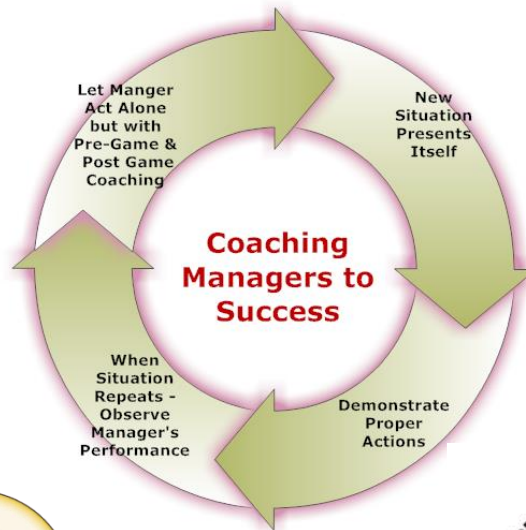 Let Manger
Act Alone
but with
Pre-Game &
Post Game
Coaching
New
Situation
Presents
Itself
Coaching
Managers to
Success
When
Situation
Repeats -
Observe
Manager's
Performance
Demonstrate
Proper
Actions